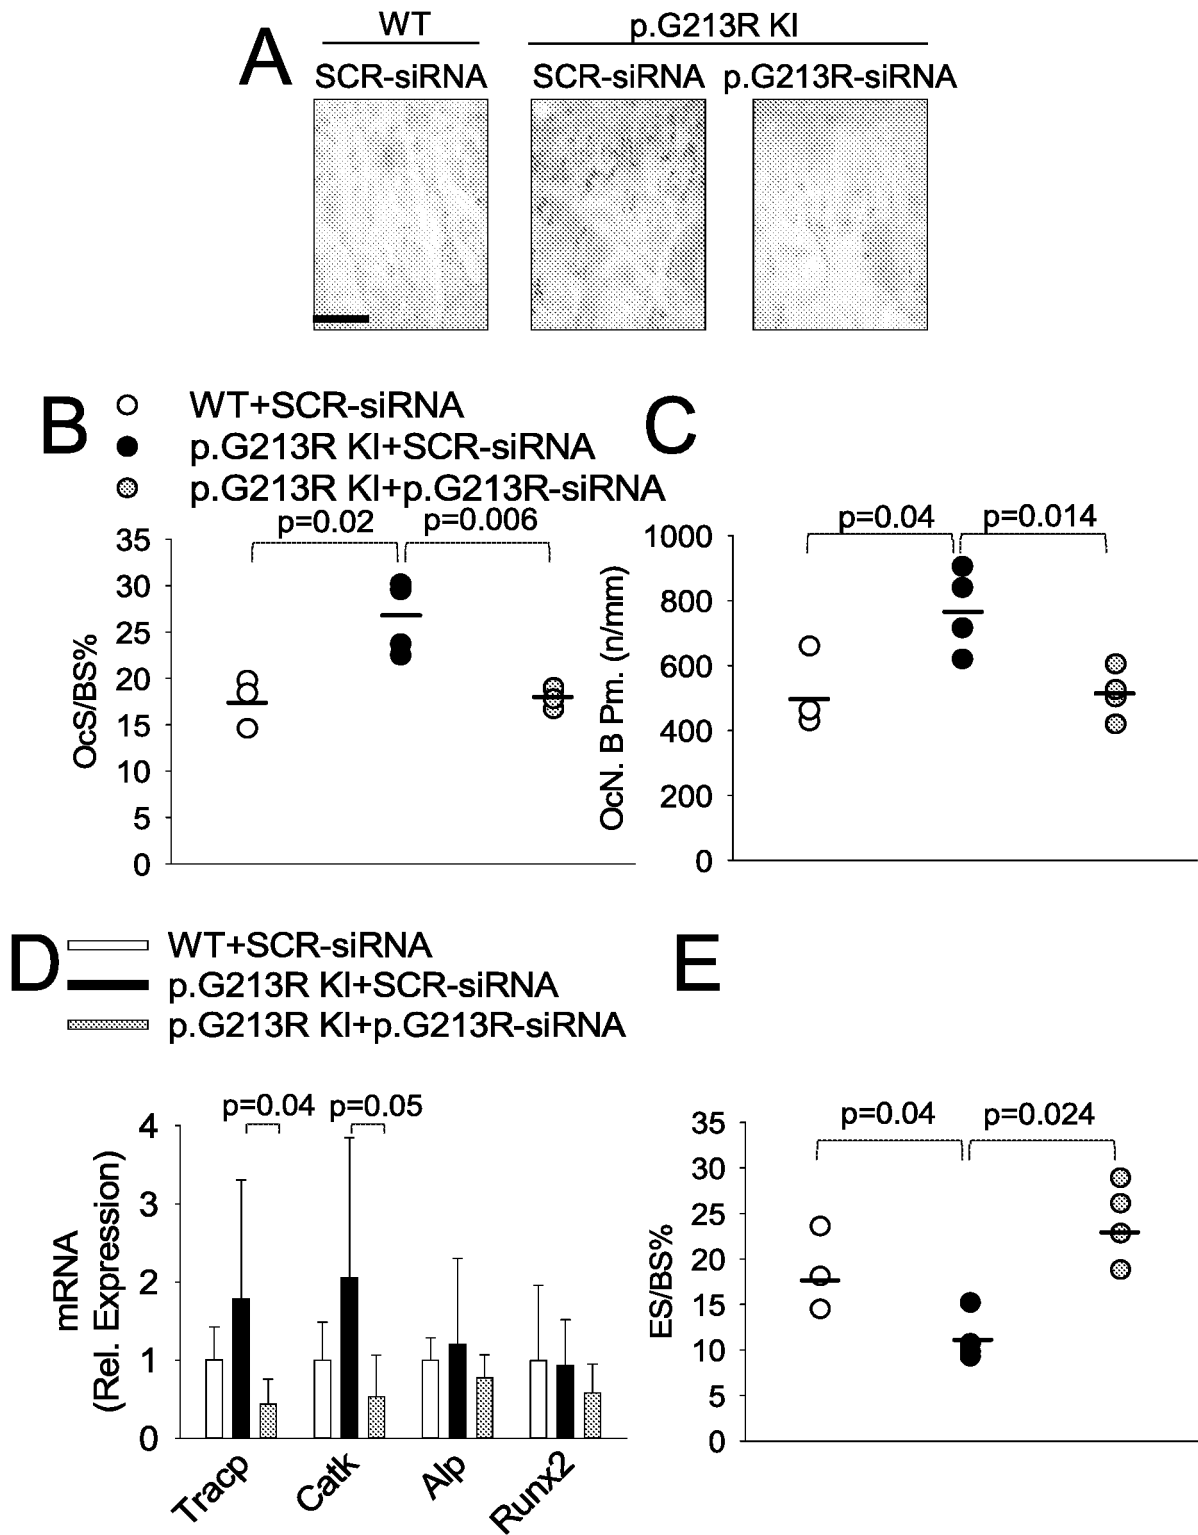 A
WT
p.G213R KI
SCR-siRNA
SCR-siRNA
p.G213R-siRNA
B
WT+SCR-siRNA
p.G213R KI+SCR-siRNA
p.G213R KI+p.G213R-siRNA
p=0.02
p=0.006
OcS/BS%
35
30
25
20
15
10
5
0
C
p=0.04
p=0.014
OcN. B Pm. (n/mm)
1000
800
600
400
200
0
D
WT+SCR-siRNA
p.G213R KI+SCR-siRNA
p.G213R KI+p.G213R-siRNA
p=0.04
p=0.05
mRNA
(Rel. Expression)
4
3
2
1
0
Tracp
Catk
Alp
Runx2
E
p=0.04
p=0.024
ES/BS%
35
30
25
20
15
10
5
0